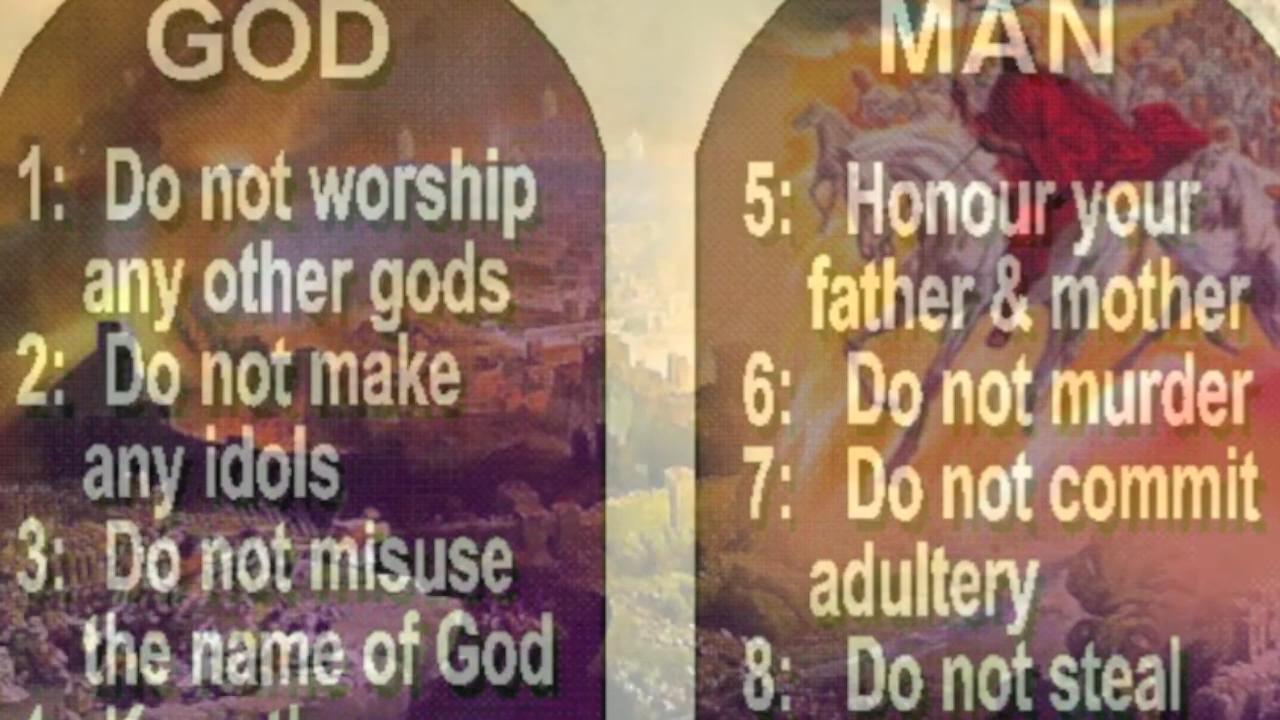 GOD
1: Do not worship
any other gods
2: Do not make
any idols
3: Do not misuse
the name of God
MAN
5: Honour your
father & mother
6: Do not murder
7: Do not commit
adultery
8: Do not steal